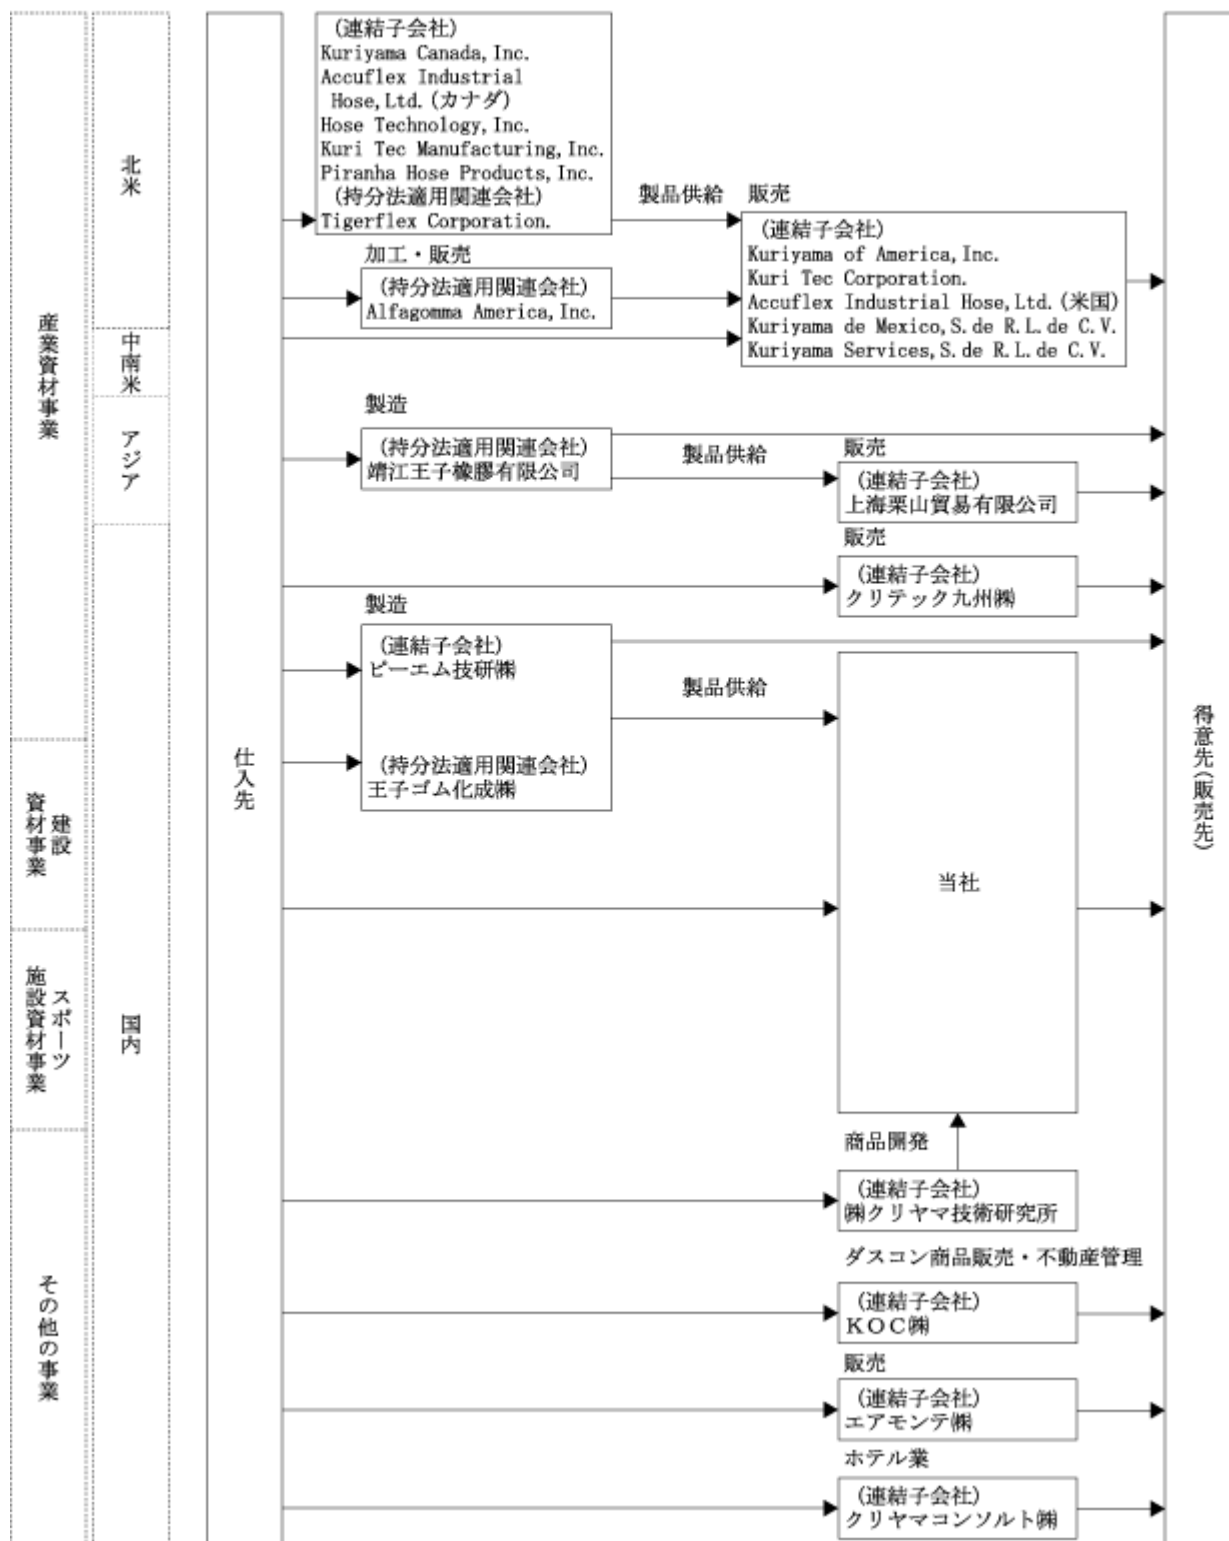 産業資材事業
建設
資材事業
スポーツ
施設資材事業
その他の事業
北米
中南米
アジア
国内
仕入先
(連結子会社)
Kuriyama Canada, Inc.
Accuflex Industrial
Hose, Ltd. (カナダ)
Hose Technology, Inc.
Kuri Tec Manufacturing, Inc.
Piranha Hose Products, Inc.
(持分法適用関連会社)
Tigerflex Corporation.
製品供給
販売
(連結子会社)
Kuriyama of America, Inc.
Kuri Tec Corporation.
Accuflex Industrial Hose, Ltd. (米国)
Kuriyama de Mexico, S. de R. L. de C. V.
Kuriyama Services, S. de R. L. de C. V.
加工・販売
(持分法適用関連会社)
Alfagomma America, Inc.
製造
(持分法適用関連会社)
靖江王子橡膠有限公司
製品供給
販売
(連結子会社)
上海栗山貿易有限公司
販売
(連結子会社)
クリテック九州㈱
製造
(連結子会社)
ピーエム技研㈱
(持分法適用関連会社)
王子ゴム化成㈱
製品供給
当社
商品開発
(連結子会社)
㈱クリヤマ技術研究所
ダスコン商品販売・不動産管理
(連結子会社)
ＫＯＣ㈱
販売
(連結子会社)
エアモンテ㈱
ホテル業
(連結子会社)
クリヤマコンソルト㈱
得意先(販売先)